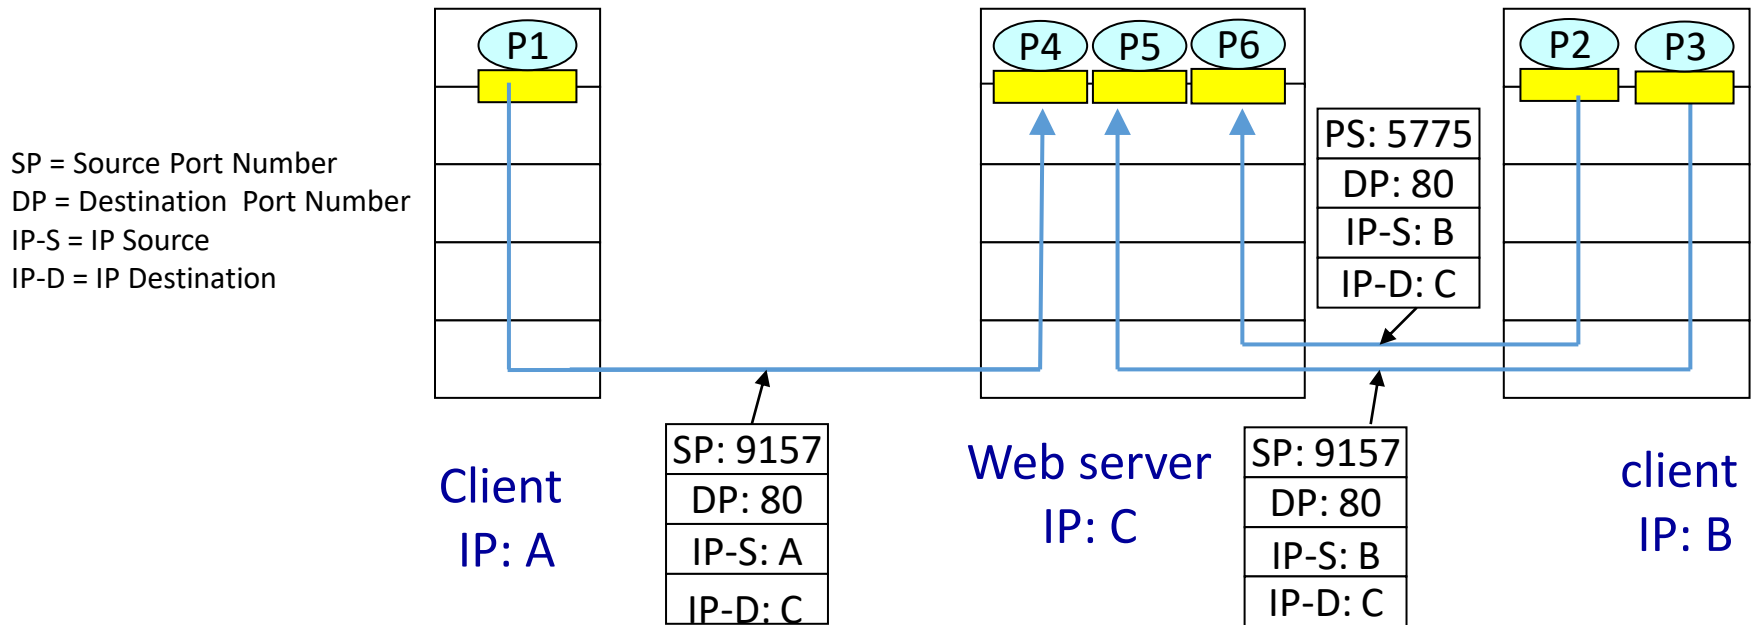 P1
P4
P5
P6
P2
P3
SP = Source Port Number
DP = Destination Port Number
IP-S = IP Source
IP-D = IP Destination
PS: 5775
DP: 80
IP-S: B
IP-D: C
Client
IP: A
SP: 9157
DP: 80
IP-S: A
IP-D: C
Web server
IP: C
SP: 9157
DP: 80
IP-S: B
IP-D: C
client
IP: B